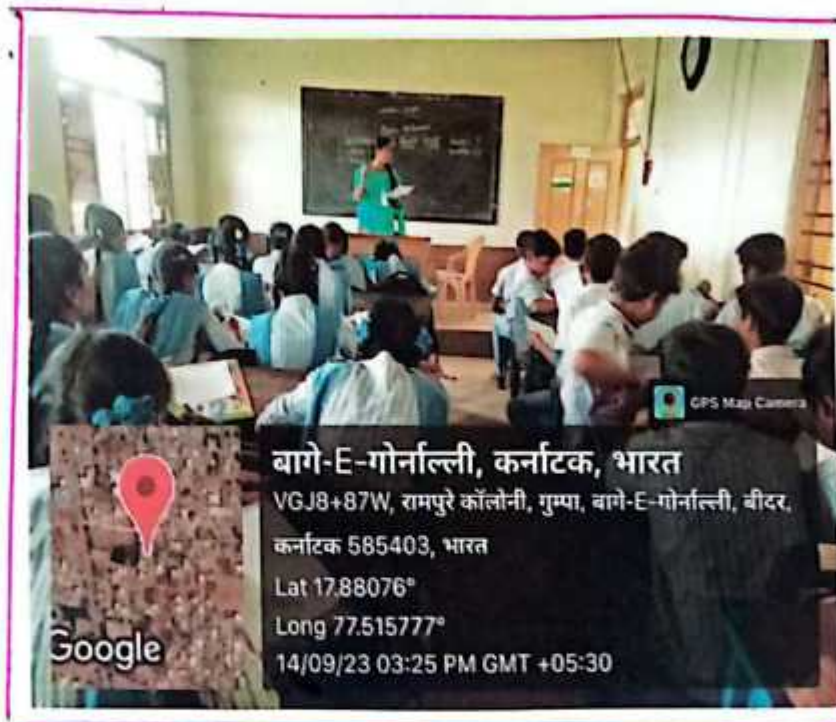 GPS Map Camera
बागे-E-गोर्नाल्ली, कर्नाटक, भारत
VGJ8+87W, रामपुरे कॉलोनी, गुम्पा, बागे-E-गोर्नाल्ली, बीदर,
कर्नाटक 585403, भारत
Lat 17.88076°
Long 77.515777°
14/09/23 03:25 PM GMT +05:30
Google